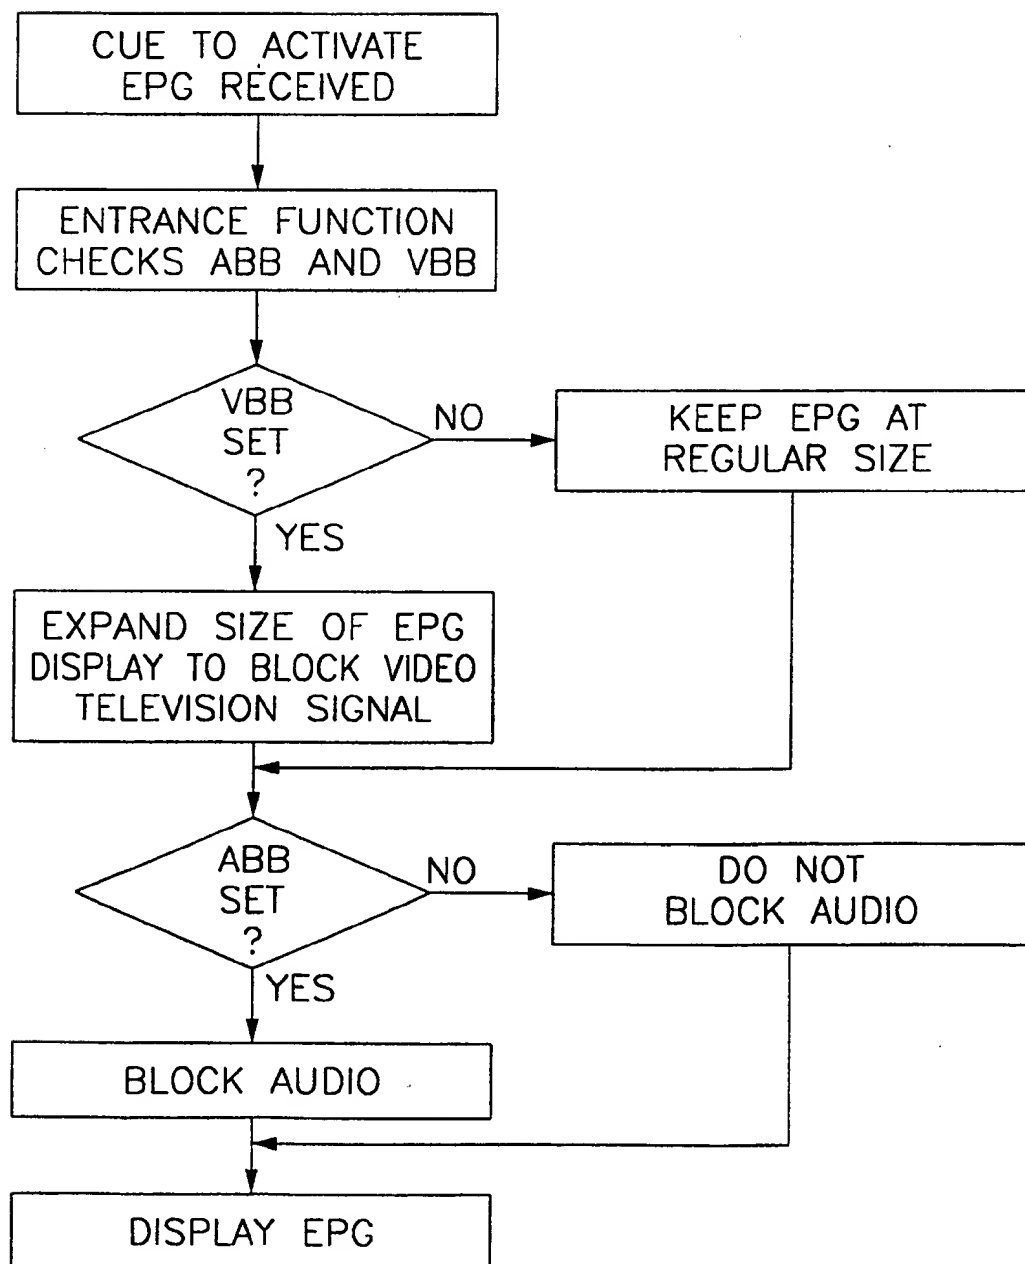 CUE TO ACTIVATE
EPG RECEIVED
ENTRANCE FUNCTION
CHECKS ABB AND VBB
VBB
SET
?
NO
KEEP EPG AT
REGULAR SIZE
YES
EXPAND SIZE OF EPG
DISPLAY TO BLOCK VIDEO
TELEVISION SIGNAL
ABB
SET
?
NO
DO NOT
BLOCK AUDIO
YES
BLOCK AUDIO
DISPLAY EPG